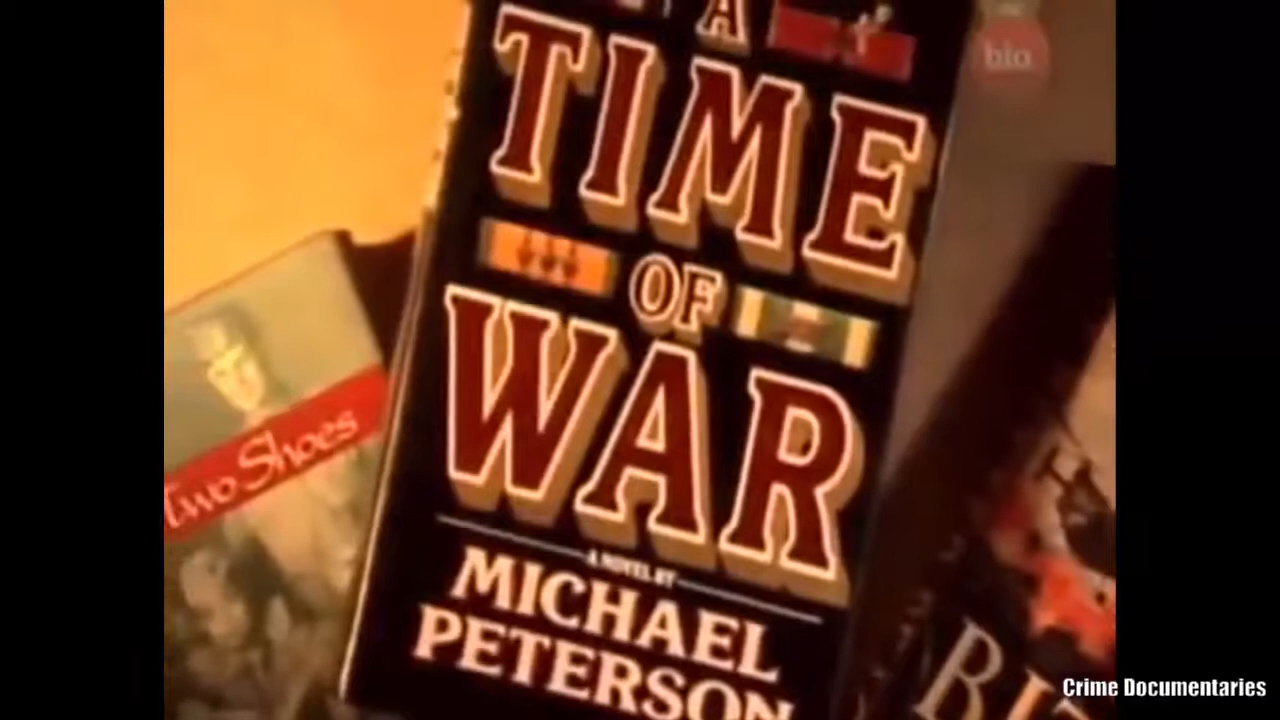 A
TIME
OF
WAR
A NOVEL BY
MICHAEL
PETERSON
Two Shoes
bio
Crime Documentaries